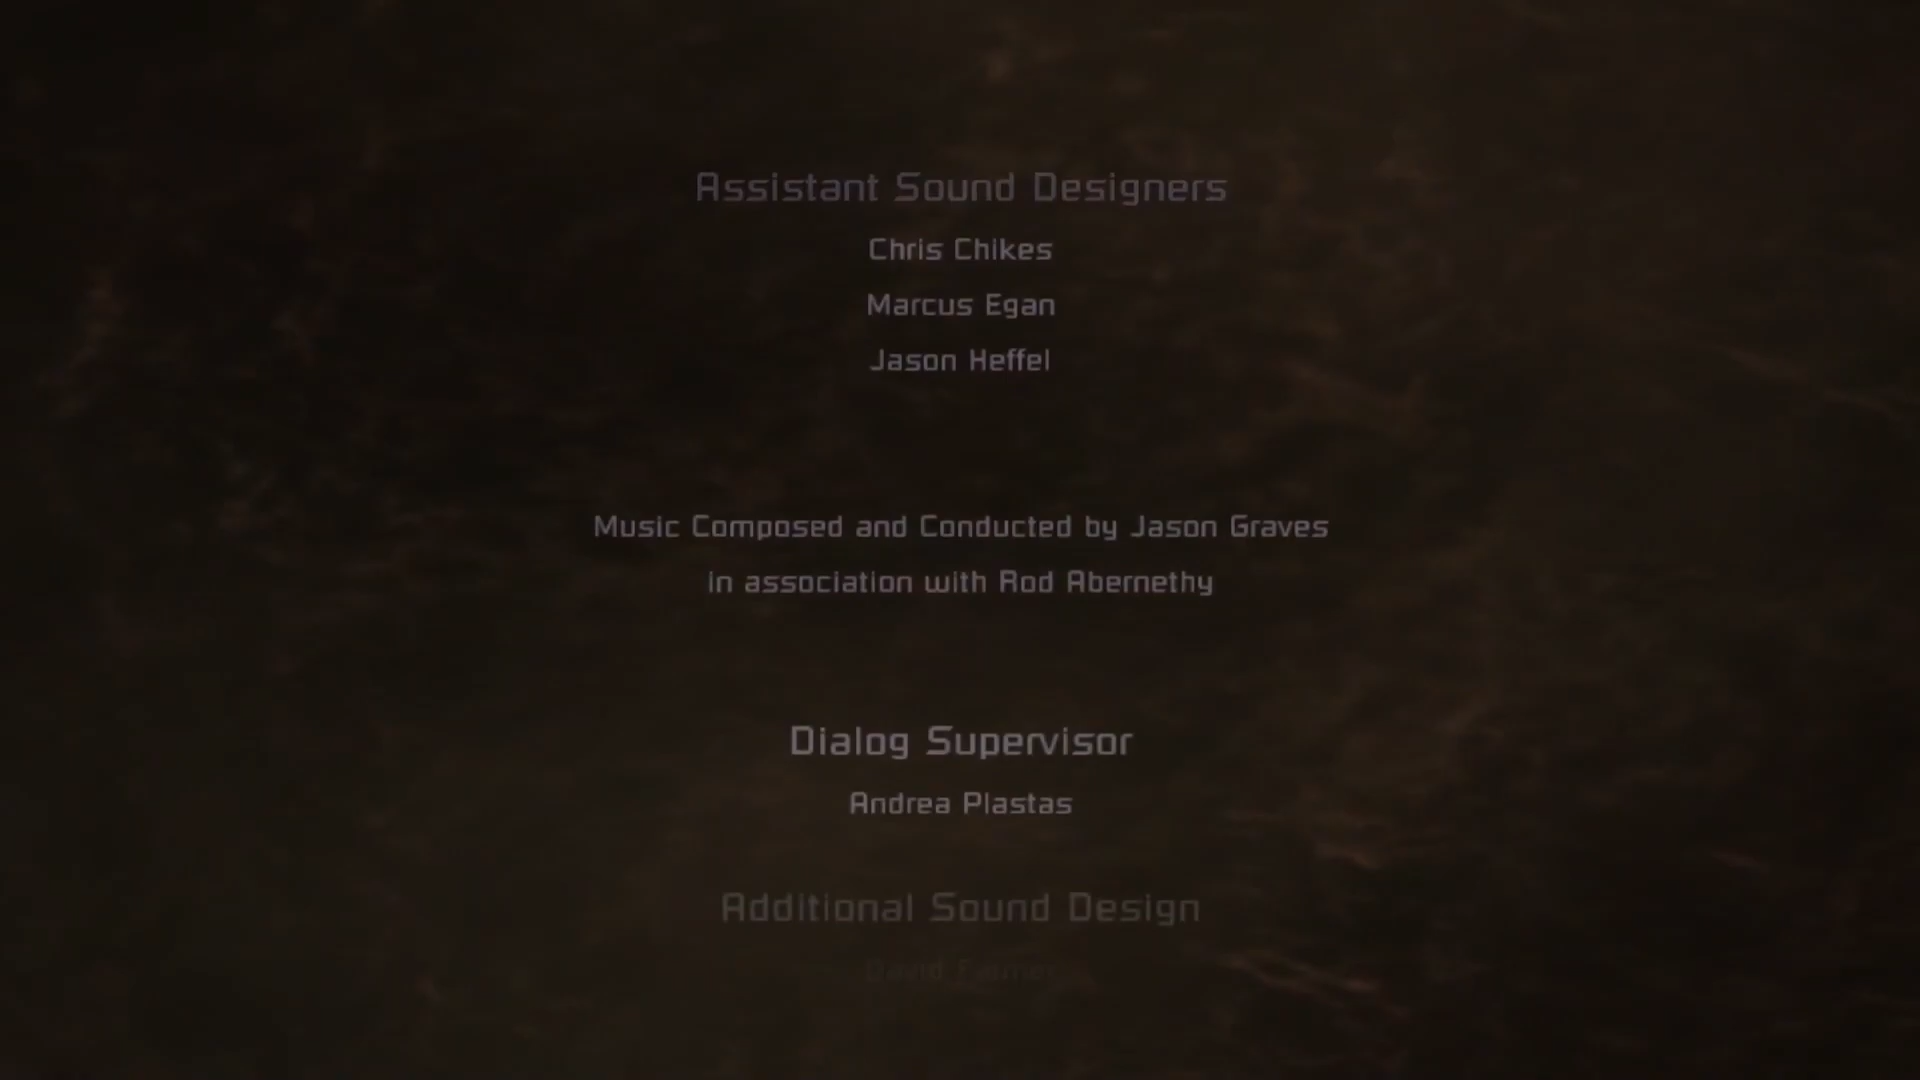 Assistant Sound Designers
Chris Chikes
Marcus Egan
Jason Heffel
Music Composed and Conducted by Jason Graves
in association with Rod Abernethy
Dialog Supervisor
Andrea Plastas
Additional Sound Design
David